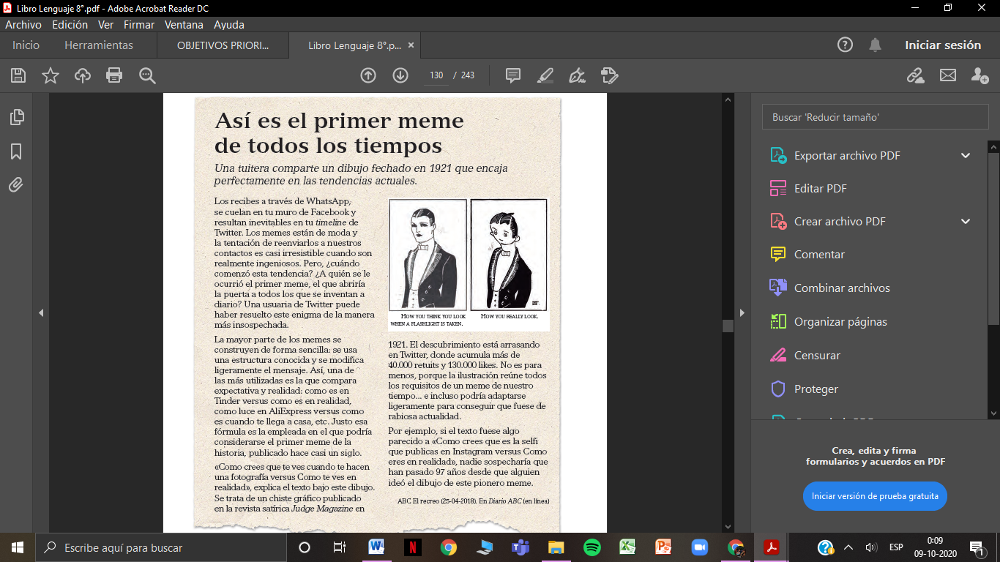 Libro Lenguaje 8°.pdf - Adobe Acrobat Reader DC
Archivo Edición Ver Firmar Ventana Ayuda
Inicio Herramientas OBJETIVOS PRIORI... Libro Lenguaje 8°.p... × Iniciar sesión
130 / 243
Así es el primer meme
de todos los tiempos
Una tuitera comparte un dibujo fechado en 1921 que encaja
perfectamente en las tendencias actuales.
Los recibes a través de WhatsApp,
se cuelan en tu muro de Facebook y
resultan inevitables en tu timeline de
Twitter. Los memes están de moda y
la tentación de reenviarlos a nuestros
contactos es casi irresistible cuando son
realmente ingeniosos. Pero, ¿cuándo
comenzó esta tendencia? ¿A quién se le
ocurrió el primer meme, el que abriría
la puerta a todos los que se inventan a
diario? Una usuaria de Twitter puede
haber resuelto este enigma de la manera
más insospechada.
La mayor parte de los memes se
construyen de forma sencilla: se usa
una estructura conocida y se modifica
ligeramente el mensaje. Así, una de
las más utilizadas es la que compara
expectativa y realidad: como es en
Tinder versus como es en realidad,
como luce en AliExpress versus como
es cuando te llega a casa, etc. Justo esa
fórmula es la empleada en el que podría
considerarse el primer meme de la
historia, publicado hace casi un siglo.
«Como crees que te ves cuando te hacen
una fotografía versus Como te ves en
realidad», explica el texto bajo este dibujo.
Se trata de un chiste gráfico publicado
en la revista satírica Judge Magazine en
HOW YOU THINK YOU LOOK
WHEN A FLASHLIGHT IS TAKEN.
HOW YOU REALLY LOOK.
1921. El descubrimiento está arrasando
en Twitter, donde acumula más de
40.000 retuits y 130.000 likes. No es para
menos, porque la ilustración reúne todos
los requisitos de un meme de nuestro
tiempo... e incluso podría adaptarse
ligeramente para conseguir que fuese de
rabiosa actualidad.
Por ejemplo, si el texto fuese algo
parecido a «Como crees que es la selfi
que publicas en Instagram versus Como
eres en realidad», nadie sospecharía que
han pasado 97 años desde que alguien
ideó el dibujo de este pionero meme.
ABC El recreo (25-04-2018). En Diario ABC (en línea)
Buscar 'Reducir tamaño'
Exportar archivo PDF
Editar PDF
Crear archivo PDF
Comentar
Combinar archivos
Organizar páginas
Censurar
Proteger
Crea, edita y firma
formularios y acuerdos en PDF
Iniciar versión de prueba gratuita
Escribe aquí para buscar
ESP
0:09
09-10-2020
1